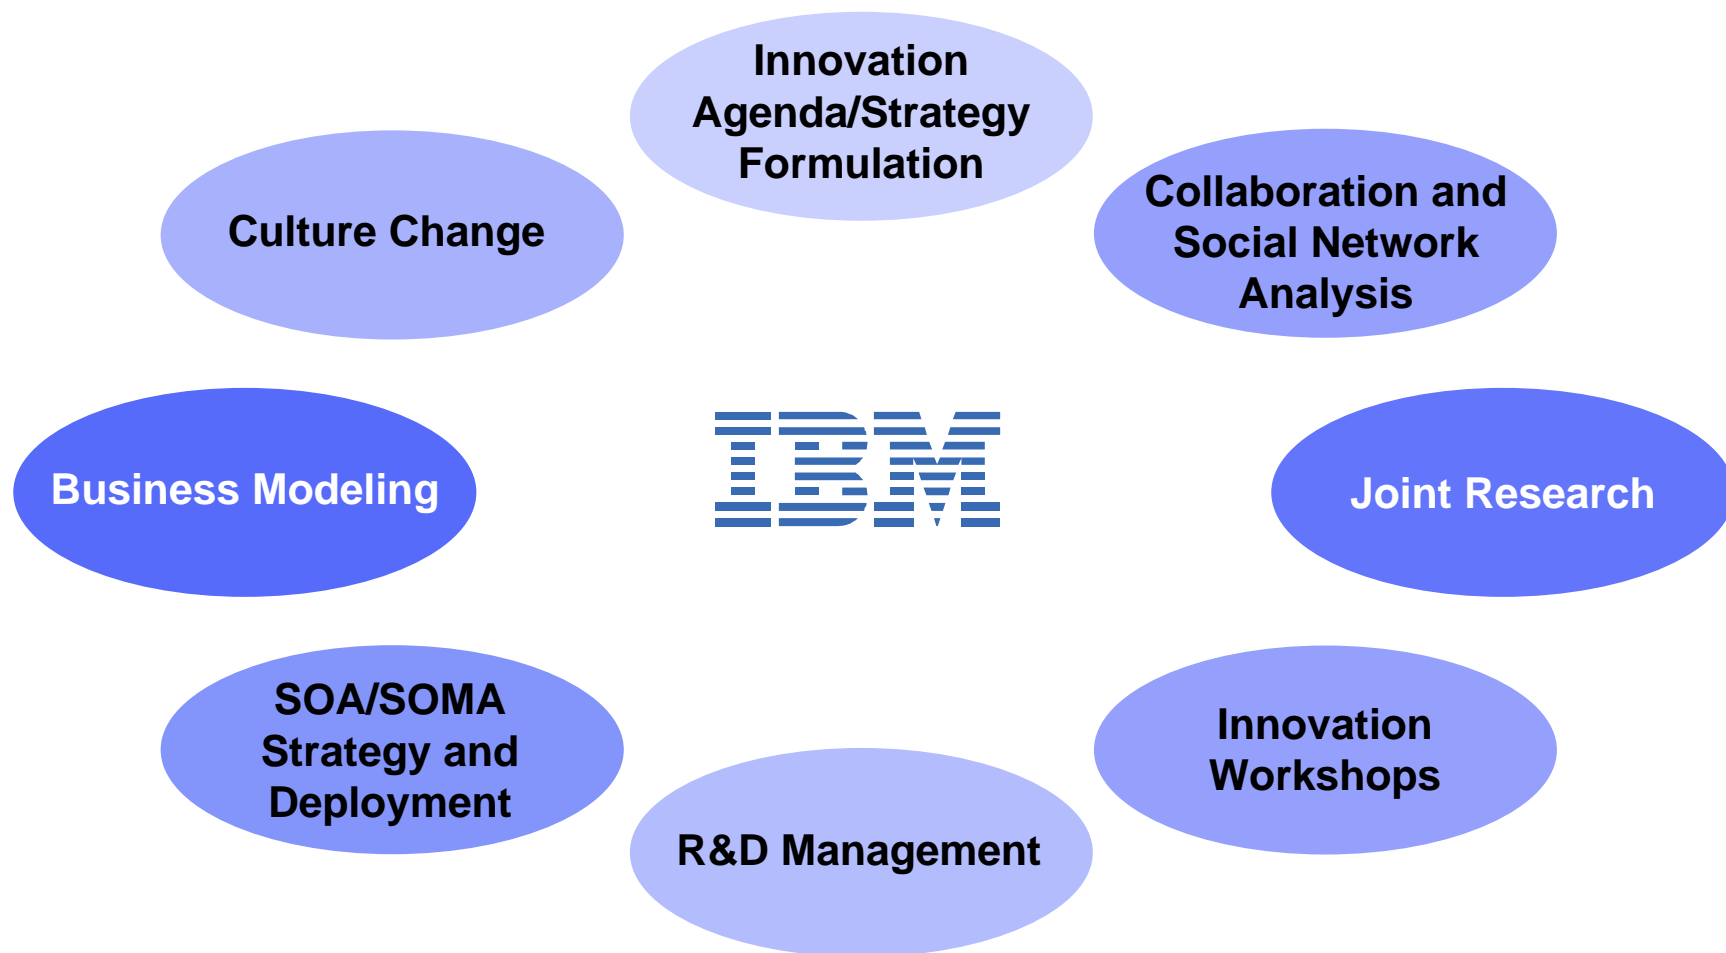 Innovation
Agenda/Strategy
Formulation
Culture Change
Collaboration and
Social Network
Analysis
IBM
Business Modeling
Joint Research
SOA/SOMA
Strategy and
Deployment
Innovation
Workshops
R&D Management